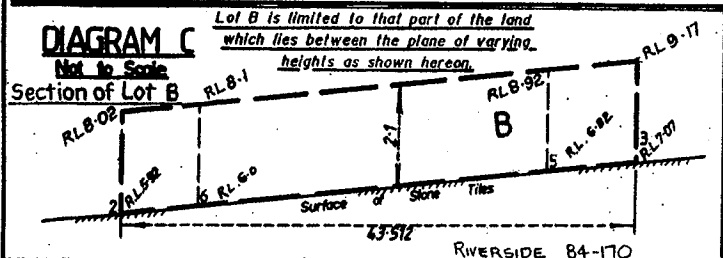 DIAGRAM C
Not to Scale
Section of Lot B
Lot B is limited to that part of the land
which lies between the plane of varying
heights as shown hereon.
RL 8·02
RL 8·1
RL 8·92
RL 9·17
2·1
B
2
RL 5·92
6
RL 6·0
Surface of Stone Tiles
5
RL 6·82
3
RL 7·07
43·512
RIVERSIDE 84-170